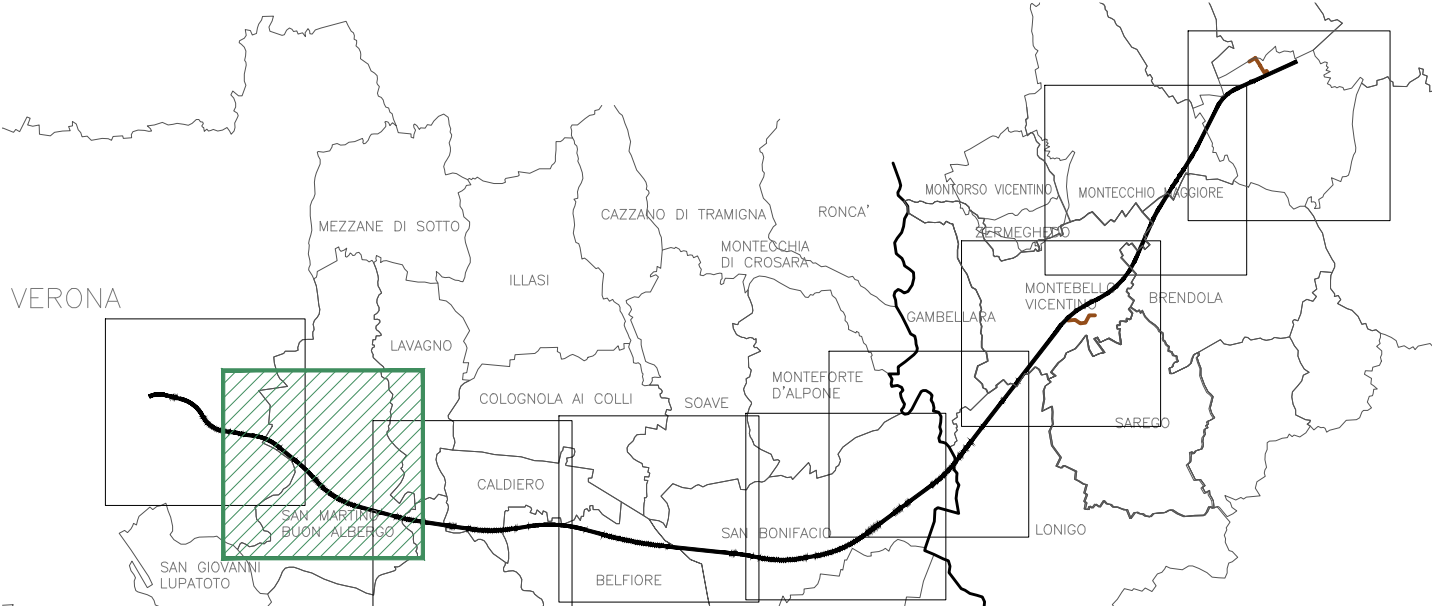 MONTORSO VICENTINO
MONTECCHIO MAGGIORE
CAZZANO DI TRAMIGNA
RONCA'
MEZZANE DI SOTTO
ZERMEGHEDO
MONTECCHIA
DI CROSARA
ILLASI
MONTEBELLO
VICENTINO
BRENDOLA
VERONA
GAMBELLARA
LAVAGNO
MONTEFORTE
D'ALPONE
COLOGNOLA AI COLLI
SOAVE
SAREGO
CALDIERO
SAN MARTINO
BUON ALBERGO
SAN BONIFACIO
LONIGO
SAN GIOVANNI
LUPATOTO
BELFIORE